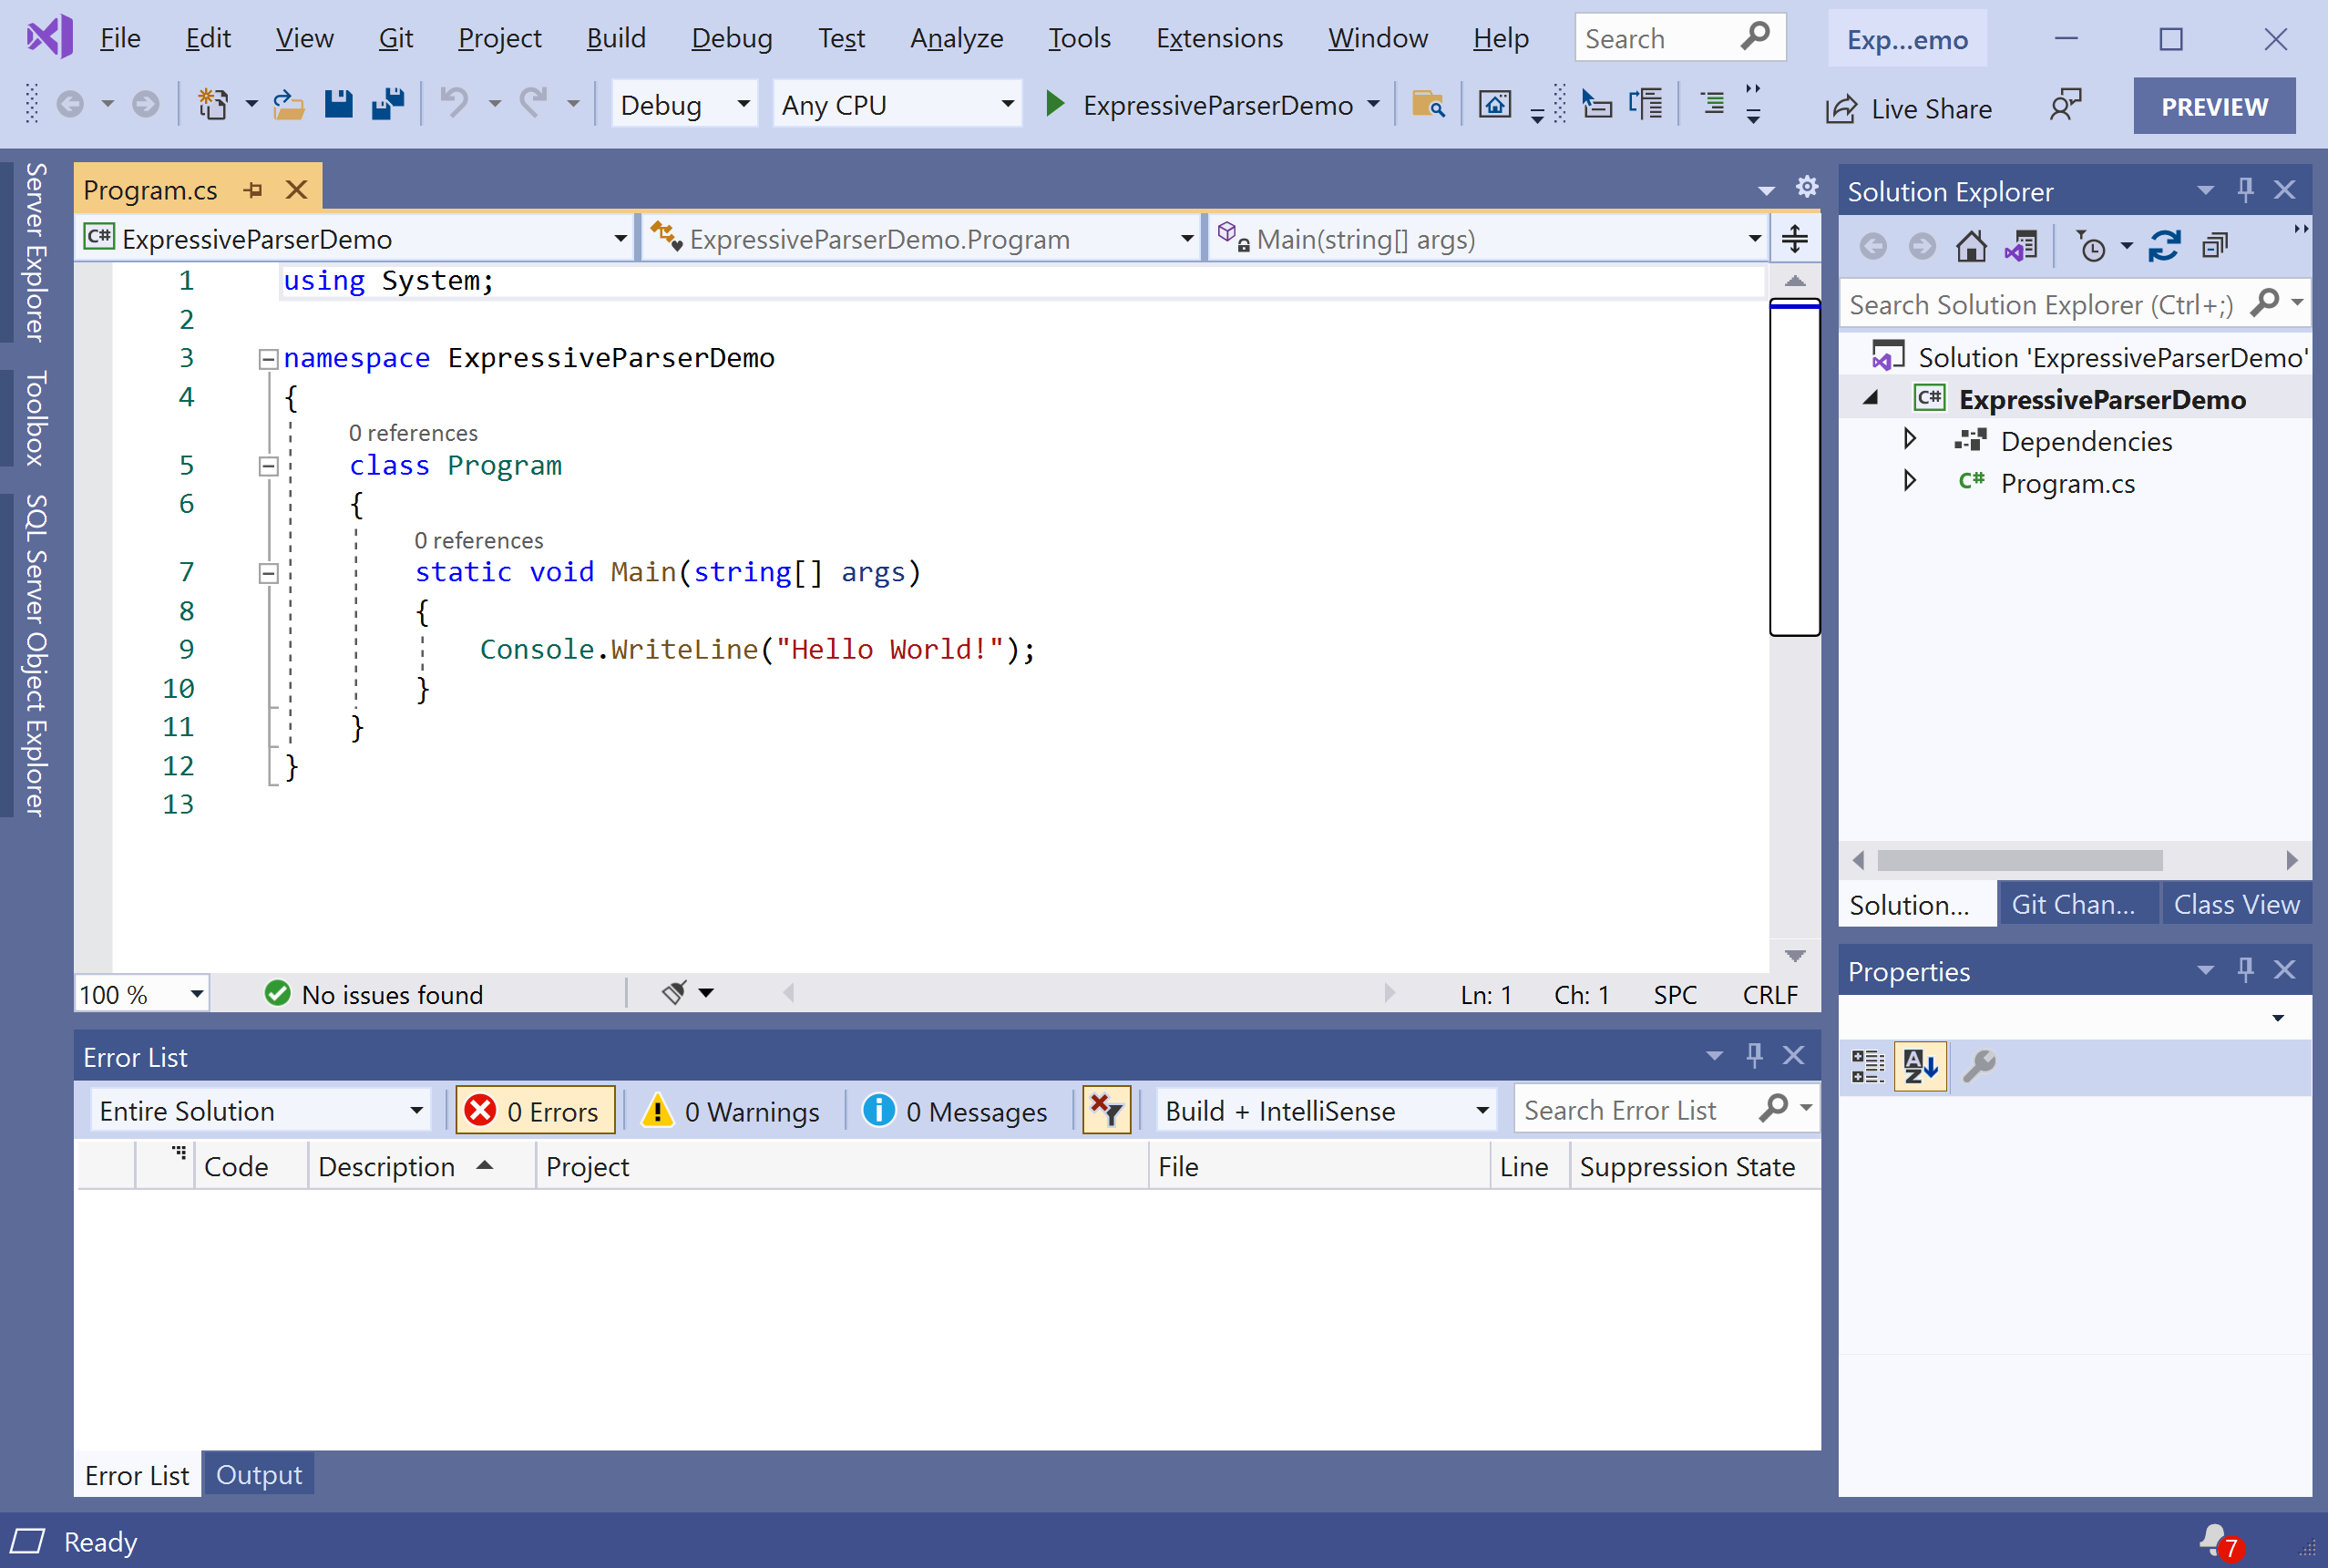 File Edit View Git Project Build Debug Test Analyze Tools Extensions Window Help Search Exp...emo
Debug Any CPU ExpressiveParserDemo Live Share PREVIEW
Server Explorer
Toolbox
SQL Server Object Explorer
Program.cs
C# ExpressiveParserDemo ExpressiveParserDemo.Program Main(string[] args)
1 using System;
2
3 namespace ExpressiveParserDemo
4 {
0 references
5 class Program
6 {
0 references
7 static void Main(string[] args)
8 {
9 Console.WriteLine("Hello World!");
10 }
11 }
12 }
13
100 % No issues found Ln: 1 Ch: 1 SPC CRLF
Error List
Entire Solution 0 Errors 0 Warnings 0 Messages Build + IntelliSense Search Error List
Code Description Project File Line Suppression State
Error List Output
Solution Explorer
Search Solution Explorer (Ctrl+;)
Solution 'ExpressiveParserDemo'
C# ExpressiveParserDemo
Dependencies
C# Program.cs
Solution... Git Chan... Class View
Properties
AZ
Ready 7